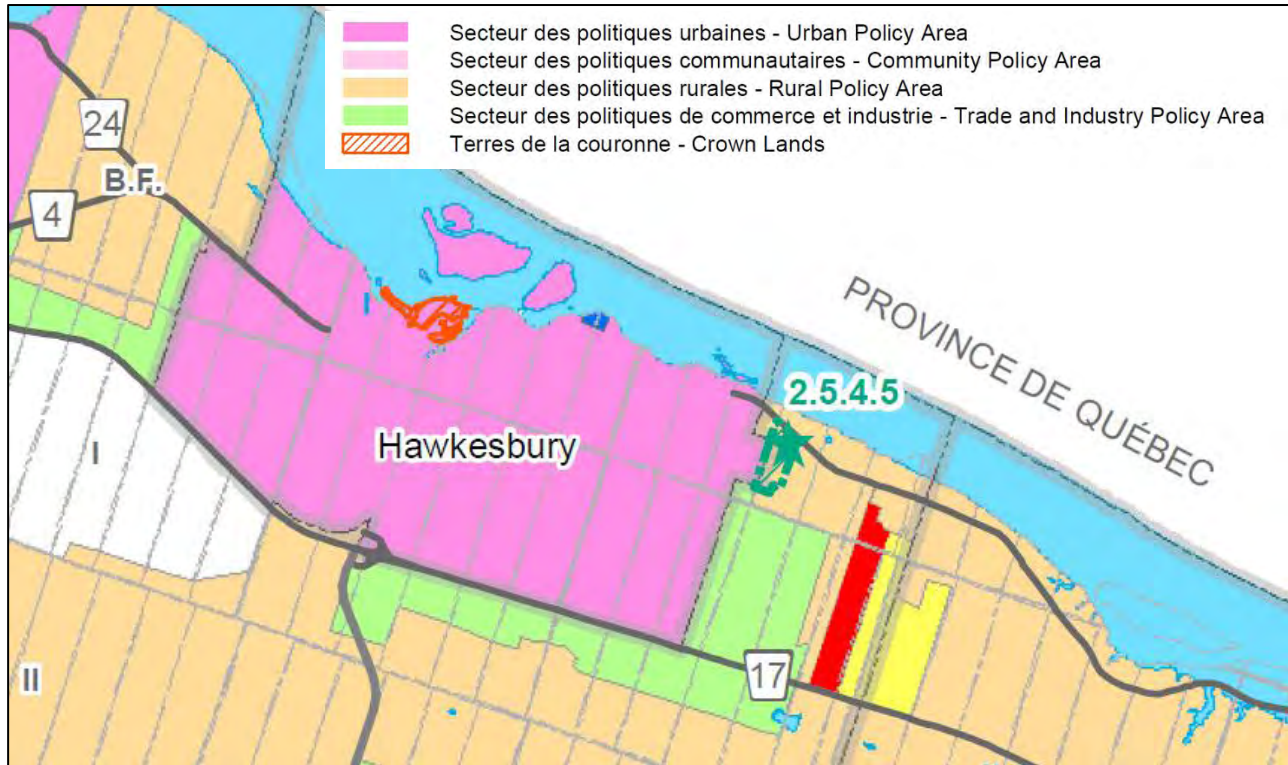 Secteur des politiques urbaines - Urban Policy Area
Secteur des politiques communautaires - Community Policy Area
Secteur des politiques rurales - Rural Policy Area
Secteur des politiques de commerce et industrie - Trade and Industry Policy Area
Terres de la couronne - Crown Lands
24
B.F.
4
PROVINCE DE QUÉBEC
2.5.4.5
Hawkesbury
I
II
17